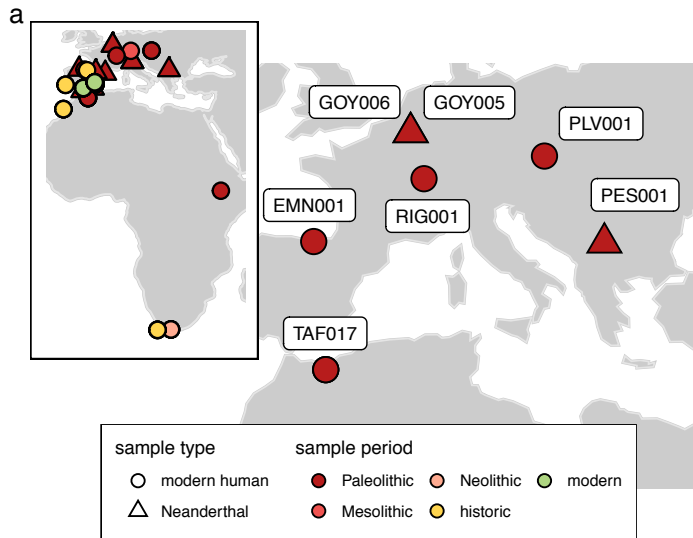 a
GOY006
GOY005
PLV001
EMN001
RIG001
PES001
TAF017
sample type
modern human
Neanderthal
sample period
Paleolithic
Neolithic
modern
Mesolithic
historic